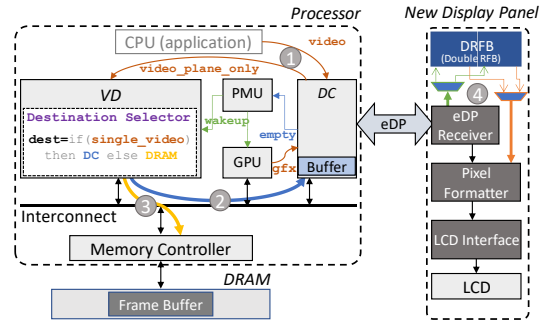 Processor
New Display Panel
CPU (application)
video
1
video_plane_only
VD
PMU
DC
Destination Selector
dest=if(single_video)
then DC else DRAM
wakeup
empty
GPU
gfx
Buffer
eDP
DRFB
(Double RFB)
4
eDP
Receiver
Pixel
Formatter
LCD Interface
LCD
3
2
Interconnect
Memory Controller
DRAM
Frame Buffer